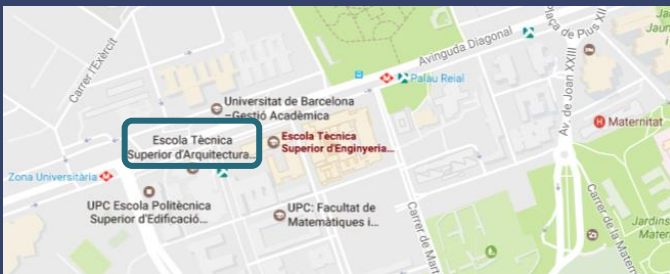 Plaça de Pius XII
Carrer l'Exèrcit
Avinguda Diagonal
Palau Reial
Av. de Joan XXIII
Universitat de Barcelona
-Gestió Acadèmica
Maternitat
Escola Tècnica
Superior d'Arquitectura...
Escola Tècnica
Superior d'Enginyeria...
Zona Universitària
UPC Escola Politècnica
Superior d'Edificació...
UPC: Facultat de
Matemàtiques i...
Carrer de Mart
Carrer de la Matern
Jardins
Mater